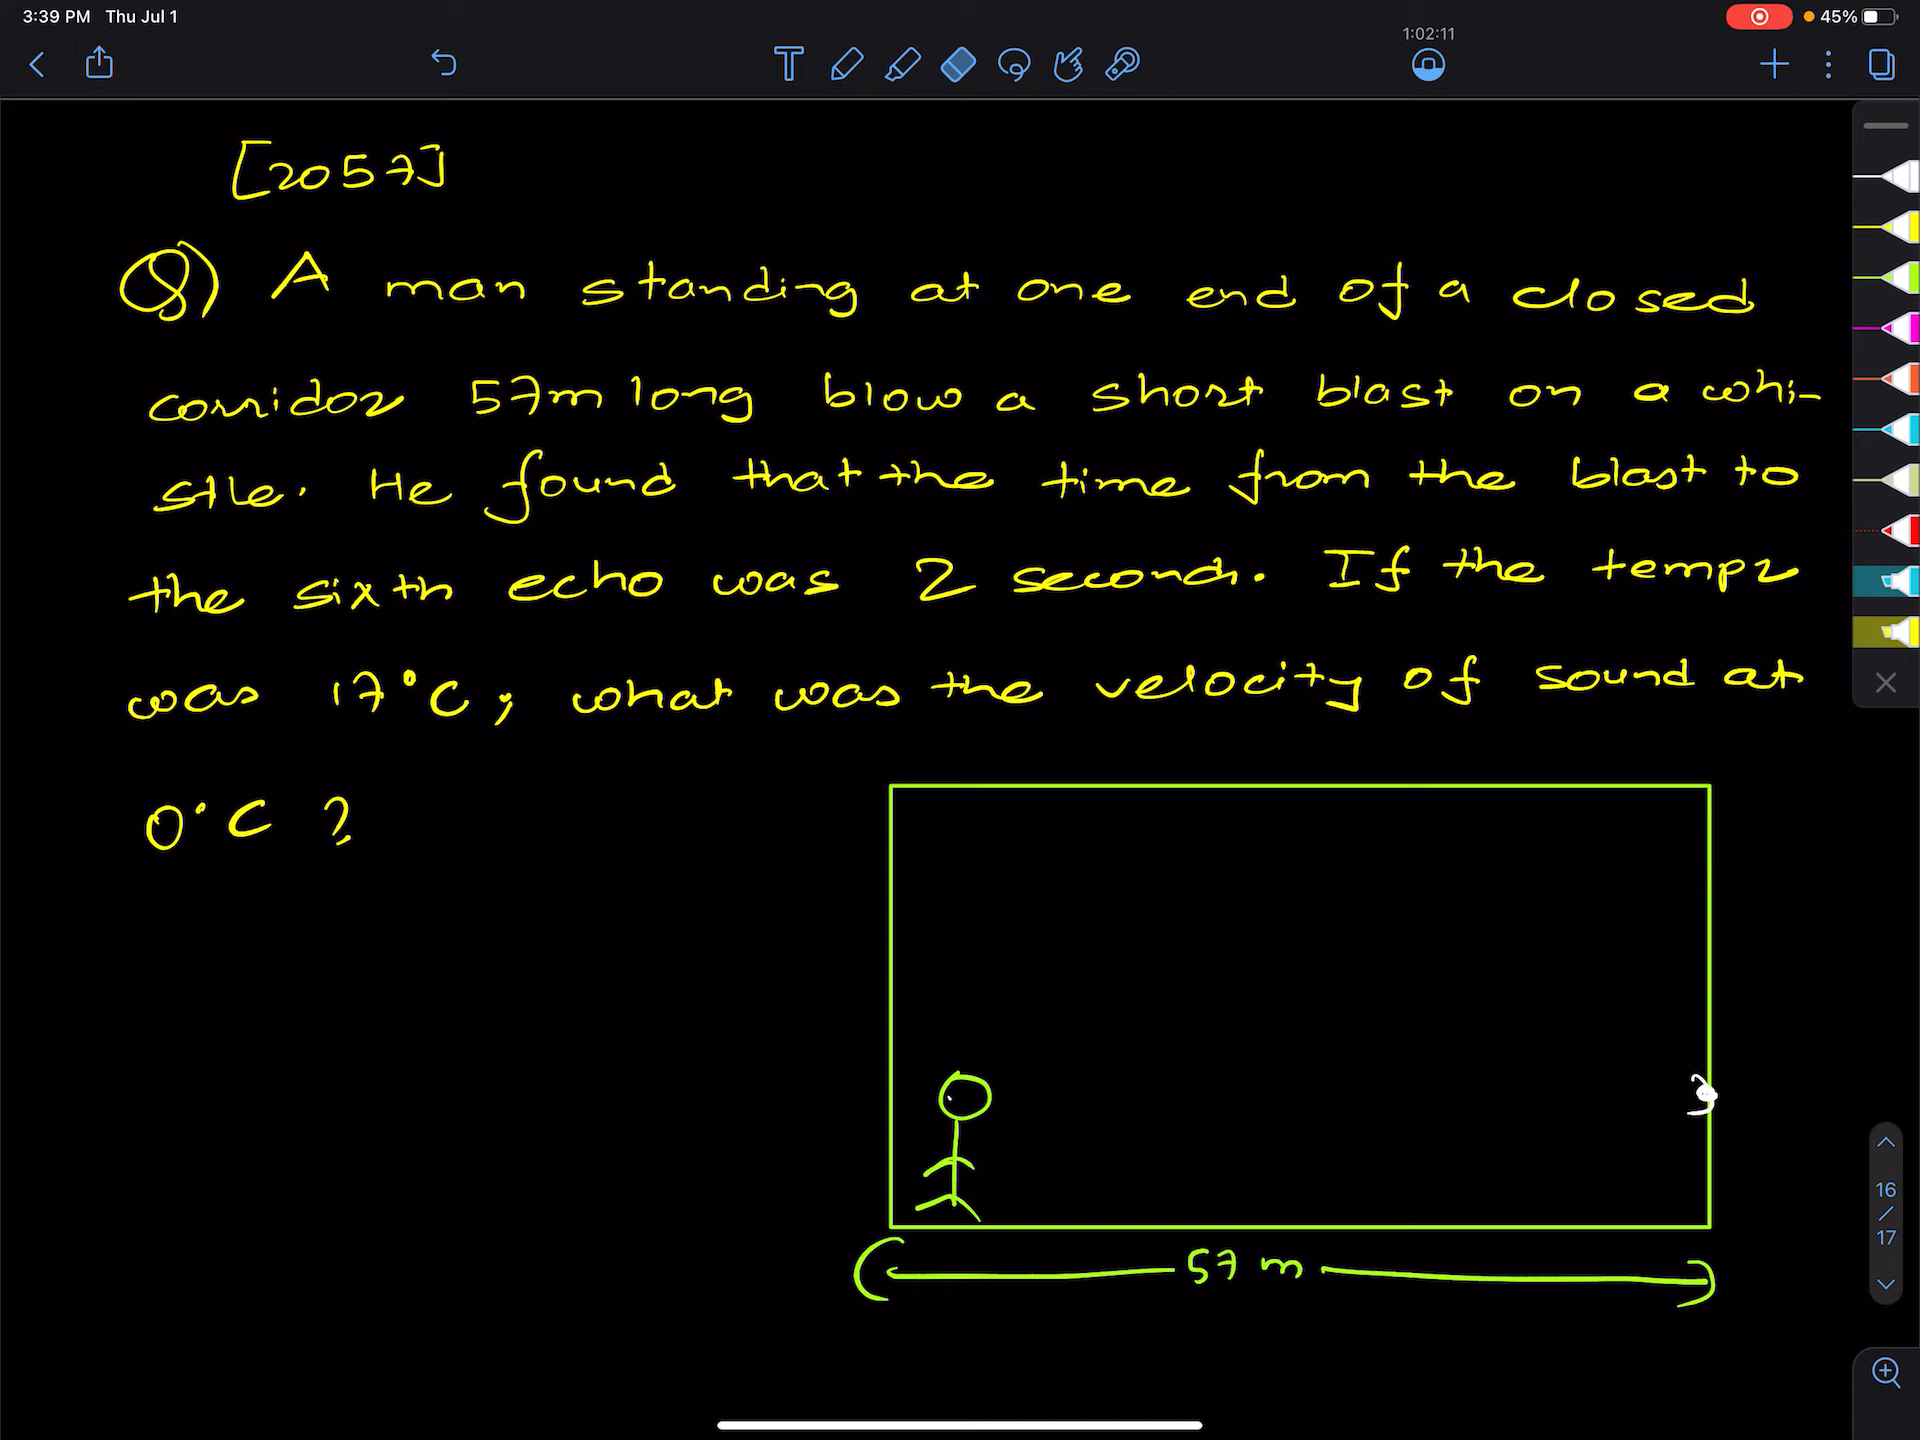 3:39 PM Thu Jul 1
45%
1:02:11
[2057]
Q) A man standing at one end of a closed
corridor 57m long blow a short blast on a whi-
stle. He found that the time from the blast to
the sixth echo was 2 seconds. If the tempr
was 17°C, what was the velocity of sound at
0°C ?
57 m
16
/
17